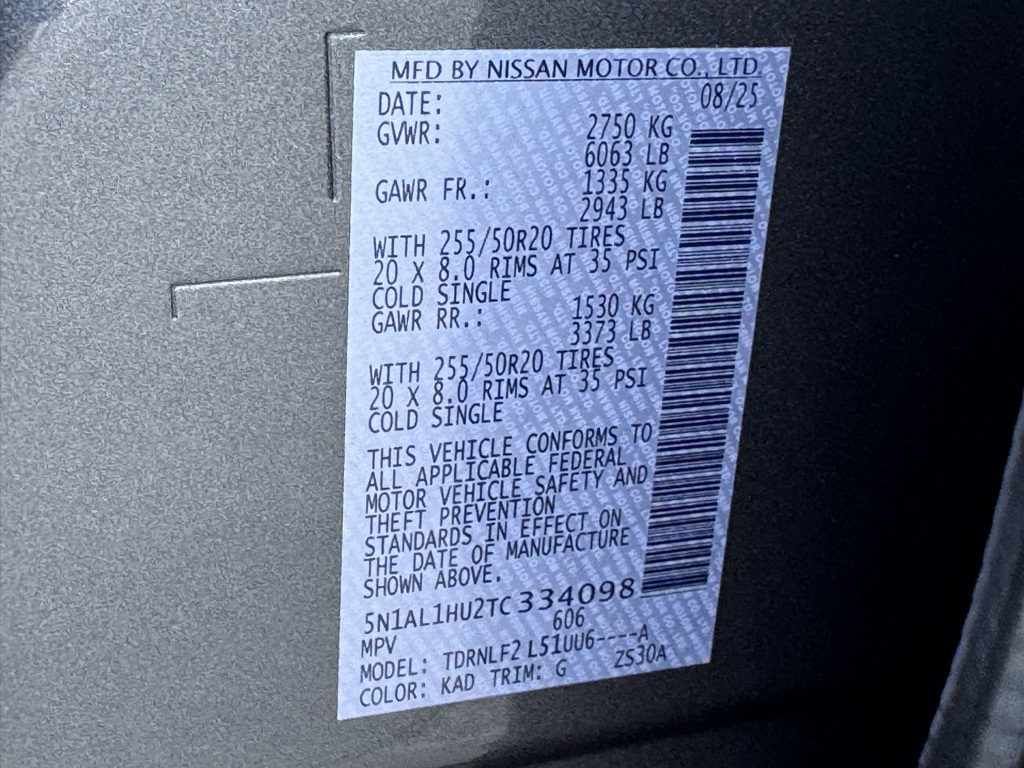 MFD BY NISSAN MOTOR CO., LTD.
DATE: 08/25
GVWR: 2750 KG
6063 LB
GAWR FR.: 1335 KG
2943 LB
WITH 255/50R20 TIRES
20 X 8.0 RIMS AT 35 PSI
COLD SINGLE
GAWR RR.: 1530 KG
3373 LB
WITH 255/50R20 TIRES
20 X 8.0 RIMS AT 35 PSI
COLD SINGLE
THIS VEHICLE CONFORMS TO
ALL APPLICABLE FEDERAL
MOTOR VEHICLE SAFETY AND
THEFT PREVENTION
STANDARDS IN EFFECT ON
THE DATE OF MANUFACTURE
SHOWN ABOVE.
5N1AL1HU2TC334098
MPV 606
MODEL: TDRNLF2 L51UU6----A
COLOR: KAD TRIM: G ZS30A